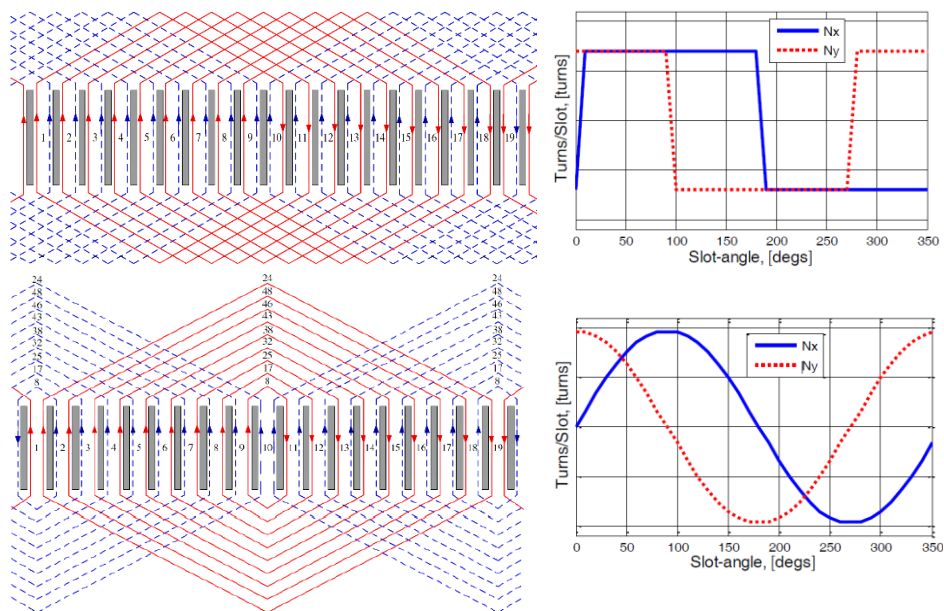 1 2 3 4 5 6 7 8 9 10 11 12 13 14 15 16 17 18 19
Turns/Slot, [turns]
Nx
Ny
0 50 100 150 200 250 300 350
Slot-angle, [degs]
24 24 24
48 48 48
46 46 46
43 43 43
38 38 38
32 32 32
25 25 25
17 17 17
8 8 8
1 2 3 4 5 6 7 8 9 10 11 12 13 14 15 16 17 18 19
Turns/Slot, [turns]
Nx
Ny
0 50 100 150 200 250 300 350
Slot-angle, [degs]